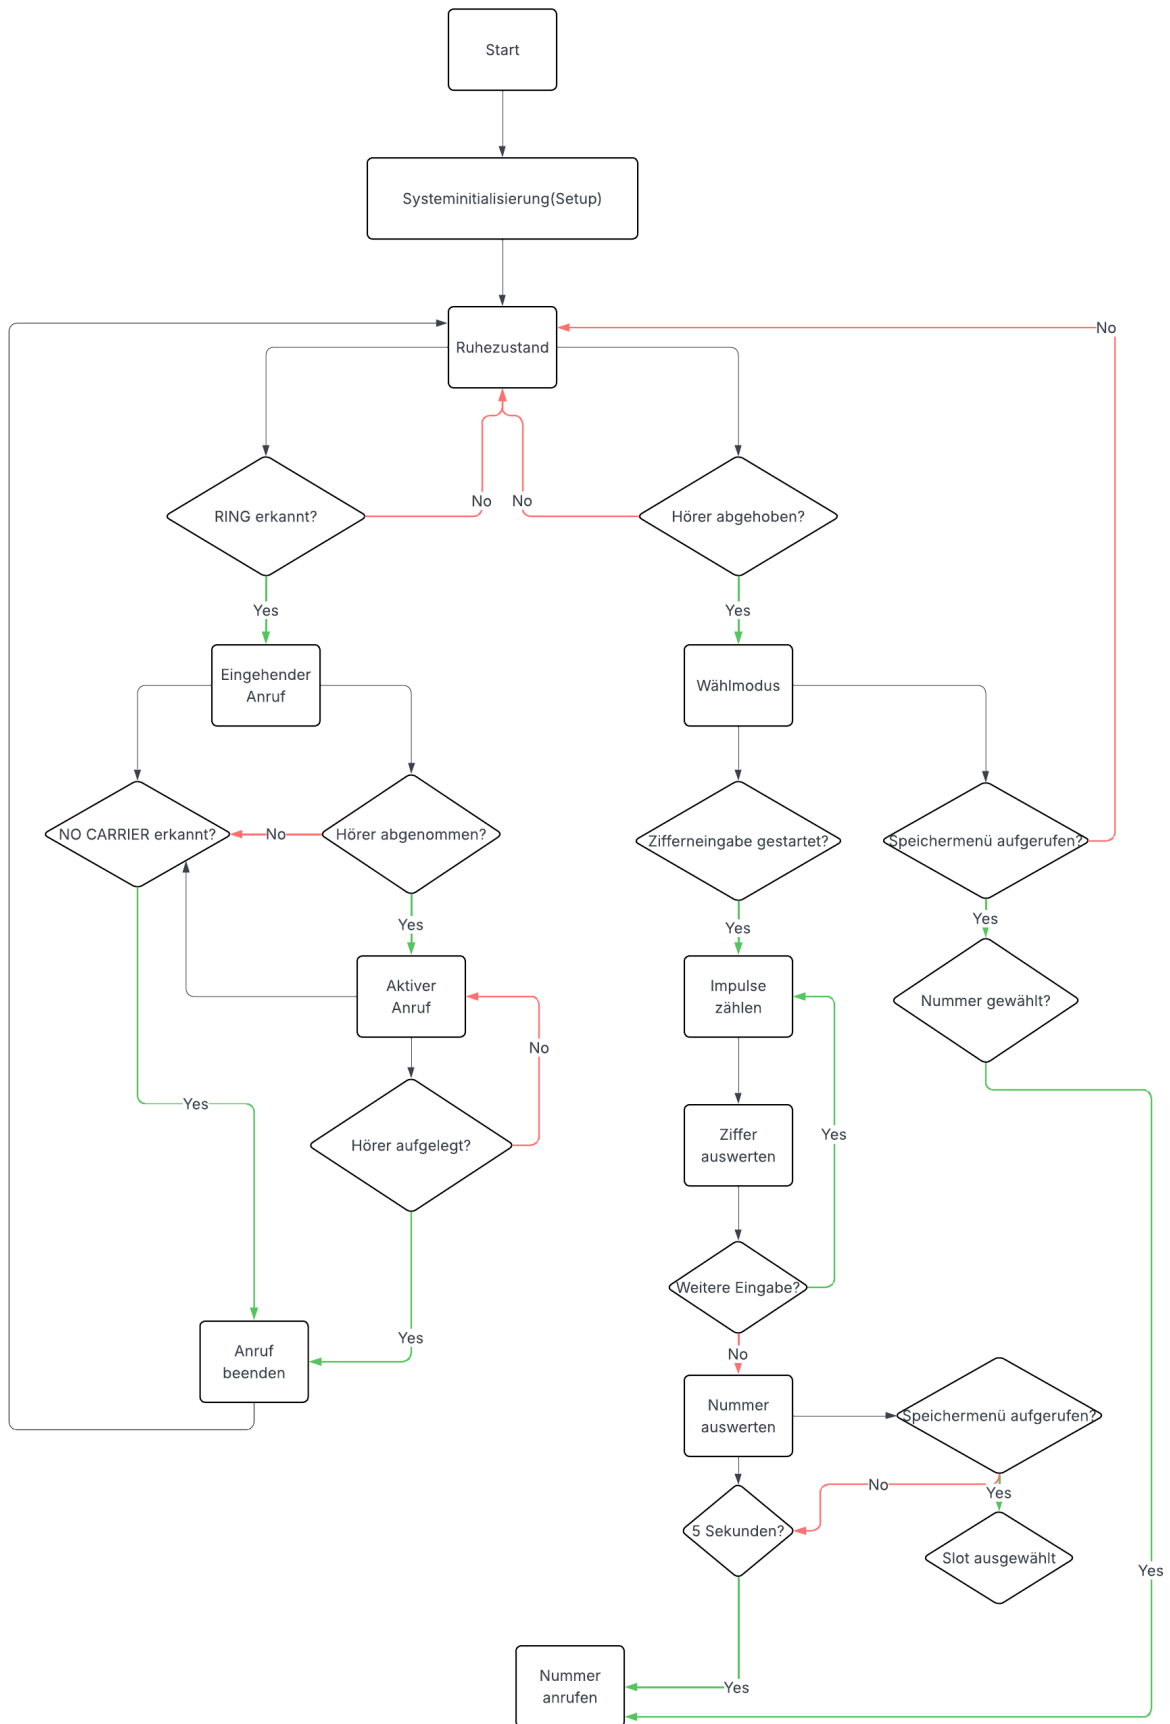 Start
Systeminitialisierung(Setup)
No
Ruhezustand
RING erkannt?
No
No
Hörer abgehoben?
Yes
Yes
Eingehender
Anruf
Wählmodus
NO CARRIER erkannt?
No
Hörer abgenommen?
Zifferneingabe gestartet?
Speichermenü aufgerufen?
Yes
Yes
Yes
Aktiver
Anruf
Impulse
zählen
Nummer gewählt?
No
Yes
Hörer aufgelegt?
Ziffer
auswerten
Yes
Weitere Eingabe?
Yes
No
Anruf
beenden
Nummer
auswerten
Speichermenü aufgerufen?
No
Yes
5 Sekunden?
Slot ausgewählt
Yes
Nummer
anrufen
Yes